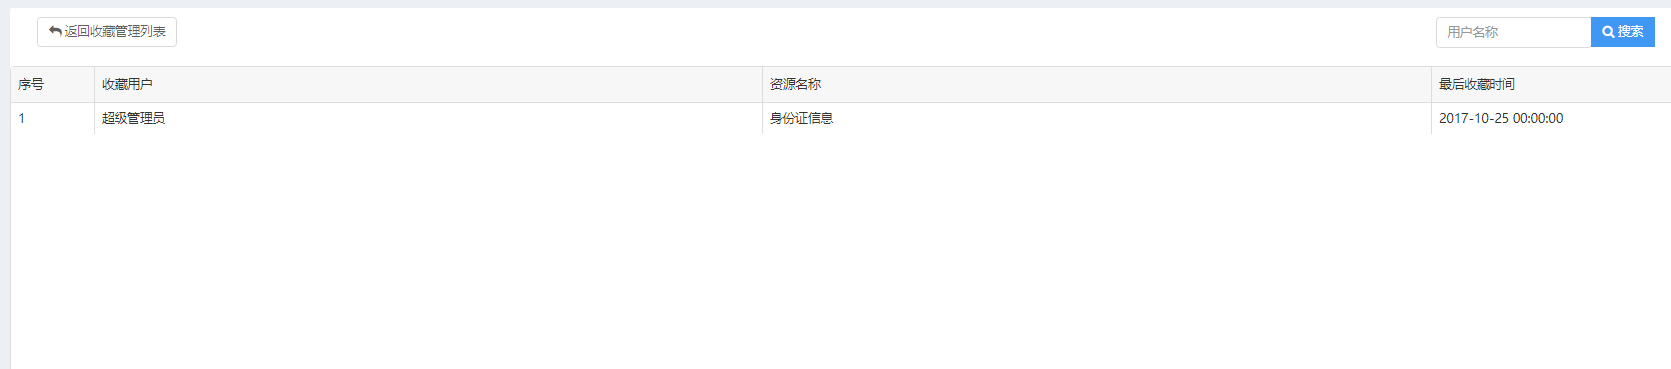 返回收藏管理列表 用户名称 搜索
序号 收藏用户 资源名称 最后收藏时间
1 超级管理员 身份证信息 2017-10-25 00:00:00